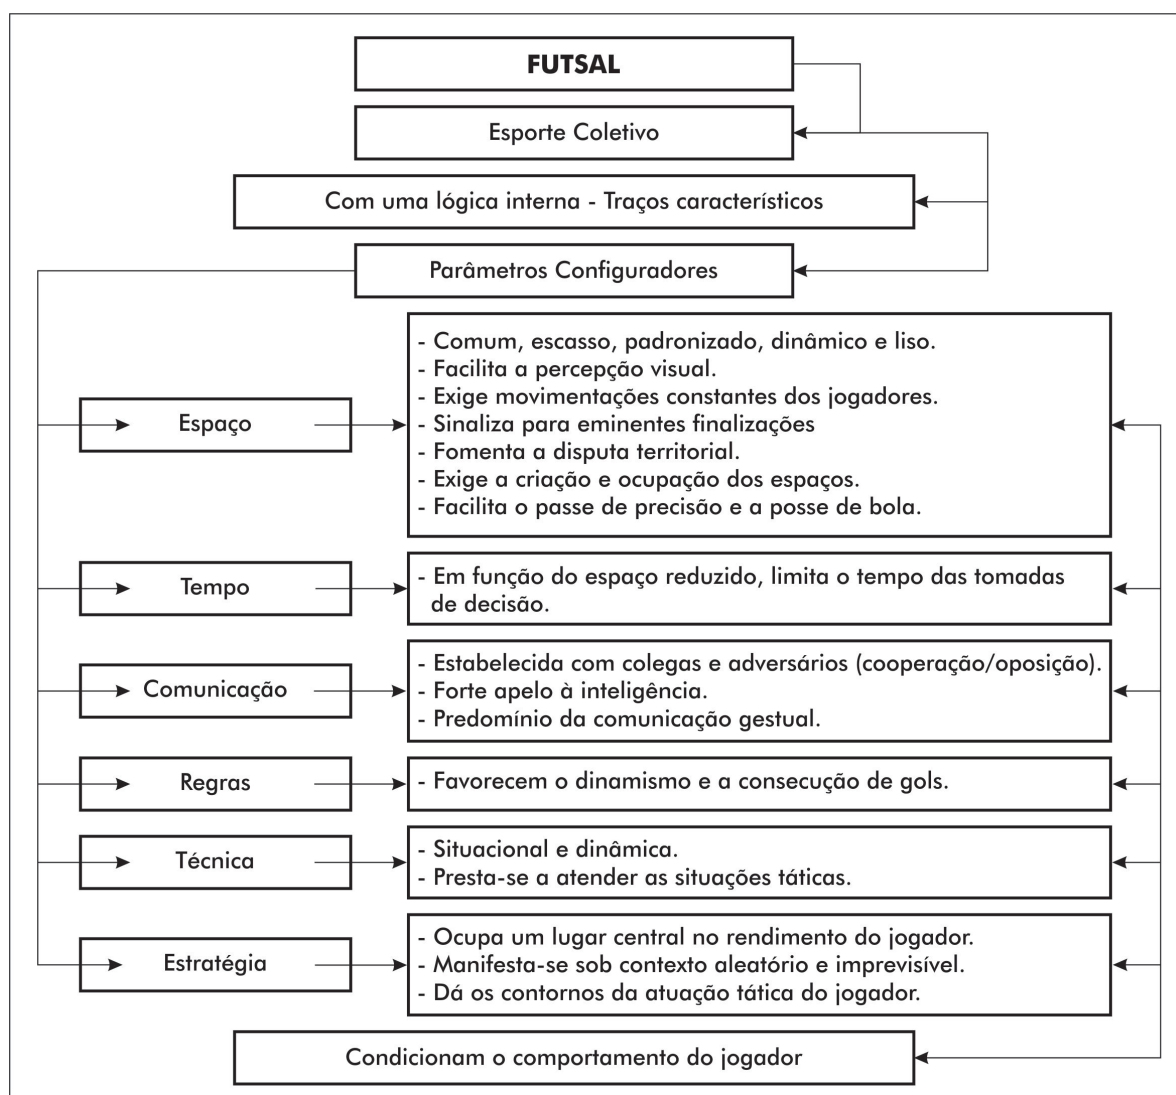 FUTSAL
Esporte Coletivo
Com uma lógica interna - Traços característicos
Parâmetros Configuradores
Espaço
- Comum, escasso, padronizado, dinâmico e liso.
- Facilita a percepção visual.
- Exige movimentações constantes dos jogadores.
- Sinaliza para eminentes finalizações
- Fomenta a disputa territorial.
- Exige a criação e ocupação dos espaços.
- Facilita o passe de precisão e a posse de bola.
Tempo
- Em função do espaço reduzido, limita o tempo das tomadas
de decisão.
Comunicação
- Estabelecida com colegas e adversários (cooperação/oposição).
- Forte apelo à inteligência.
- Predomínio da comunicação gestual.
Regras
- Favorecem o dinamismo e a consecução de gols.
Técnica
- Situacional e dinâmica.
- Presta-se a atender as situações táticas.
Estratégia
- Ocupa um lugar central no rendimento do jogador.
- Manifesta-se sob contexto aleatório e imprevisível.
- Dá os contornos da atuação tática do jogador.
Condicionam o comportamento do jogador